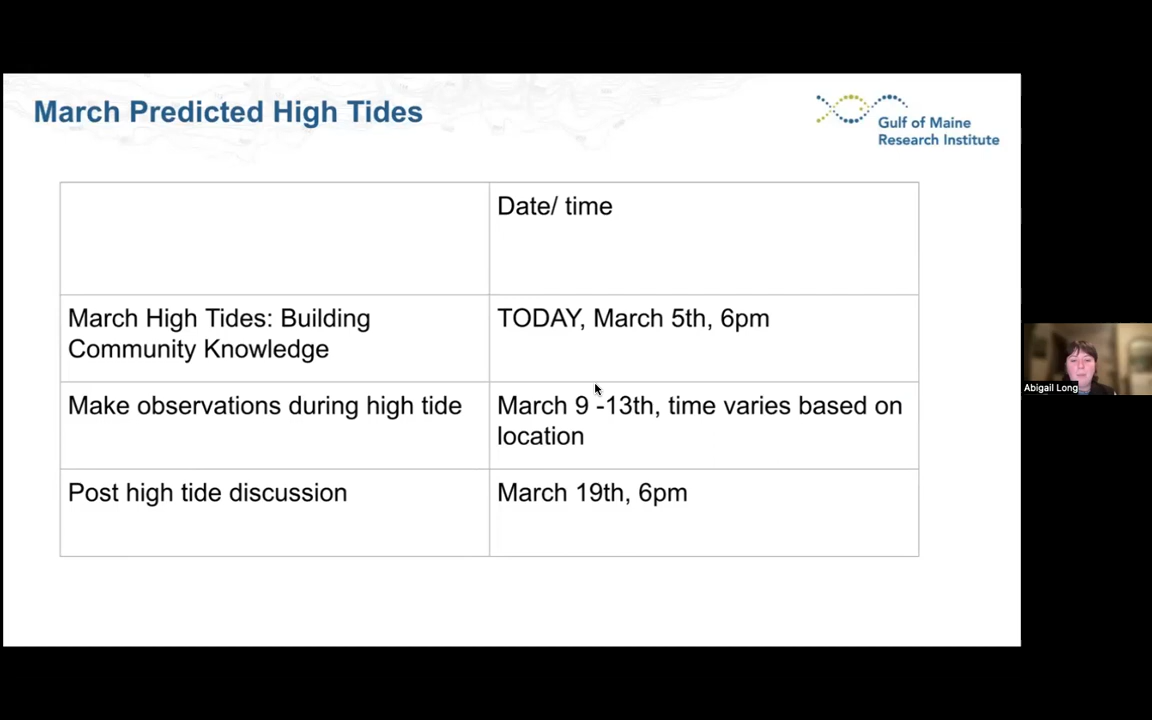 March Predicted High Tides
Gulf of Maine
Research Institute
Date/ time
March High Tides: Building
Community Knowledge
TODAY, March 5th, 6pm
Make observations during high tide
March 9 -13th, time varies based on
location
Post high tide discussion
March 19th, 6pm
Abigail Long